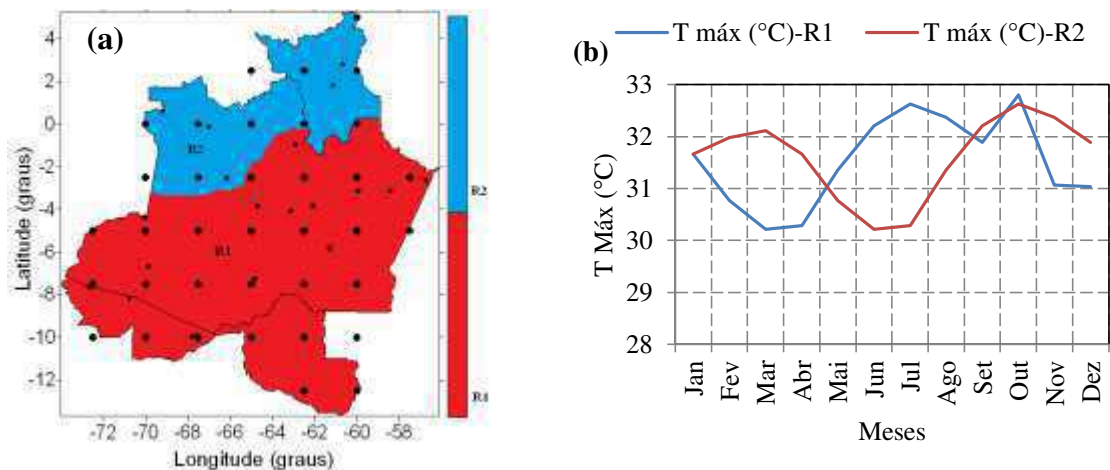 (a)
4
2
0
-2
-4
-6
-8
-10
-12
Latitude (graus)
R2
R1
-72 -70 -68 -66 -64 -62 -60 -58
Longitude (graus)
R2
R1
(b)
T máx (°C)-R1 T máx (°C)-R2
33
32
31
30
29
28
T Máx (°C)
Jan Fev Mar Abr Mai Jun Jul Ago Set Out Nov Dez
Meses